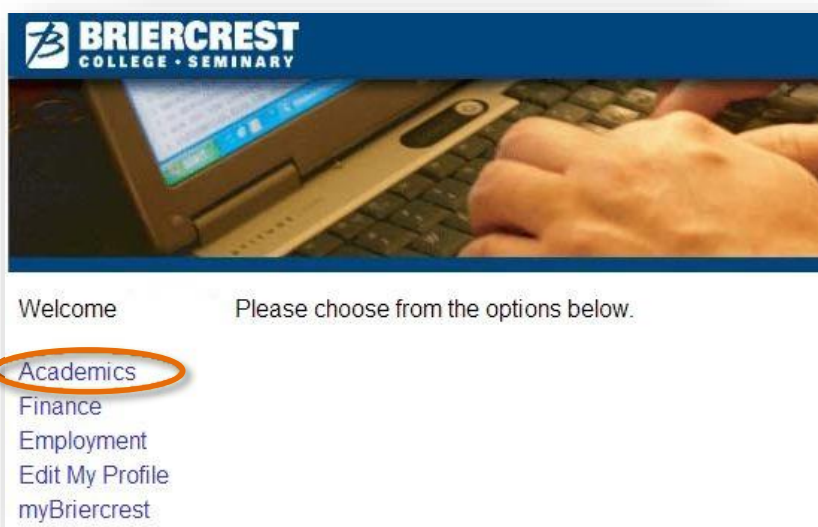 BRIERCREST
COLLEGE • SEMINARY
Welcome
Please choose from the options below.
Academics
Finance
Employment
Edit My Profile
myBriercrest